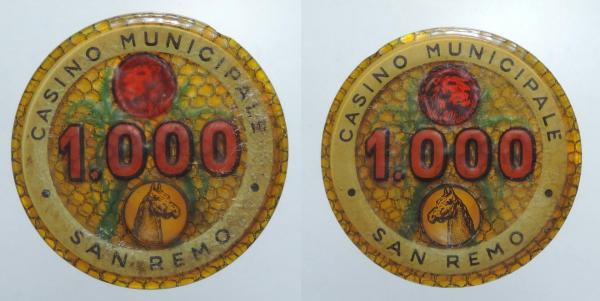 CASINO MUNICIPALE
1.000
SAN REMO
CASINO MUNICIPALE
1.000
SAN REMO